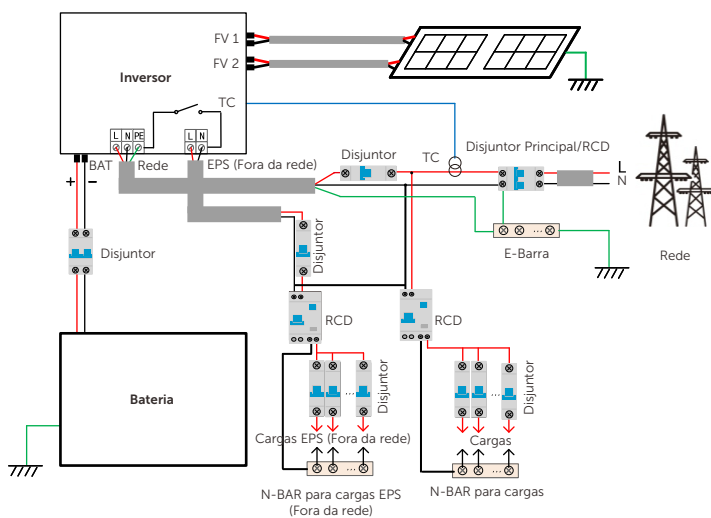 FV 1
FV 2
Inversor
TC
L N PE
L N
BAT
Rede
EPS (Fora da rede)
+
–
Disjuntor
TC
Disjuntor Principal/RCD
L
N
Disjuntor
Disjuntor
E-Barra
Rede
RCD
RCD
Bateria
...
Disjuntor
...
Disjuntor
Cargas EPS (Fora da rede)
Cargas
...
...
...
N-BAR para cargas EPS
(Fora da rede)
N-BAR para cargas